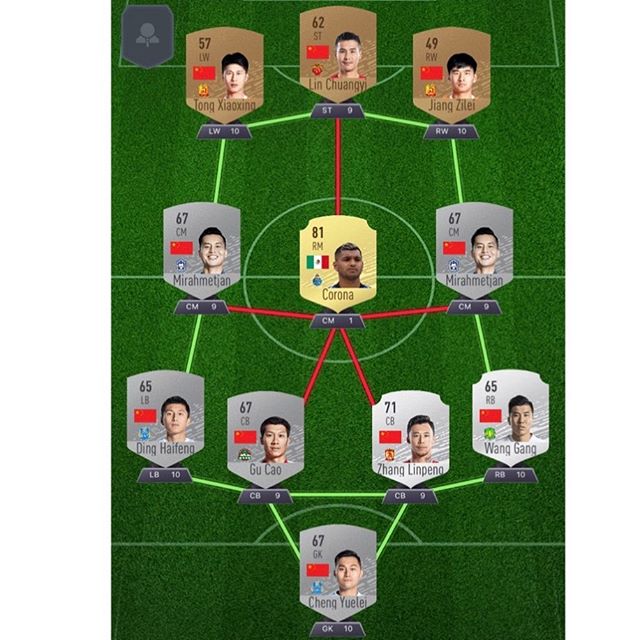 62
ST
Lin Chuangyi
ST 9
57
LW
Tong Xiaoxing
LW 10
49
RW
Jiang Zilei
RW 10
67
CM
Mirahmetjan
CM 9
81
RM
Corona
CM 1
67
CM
Mirahmetjan
CM 9
65
LB
Ding Haifeng
LB 10
67
CB
Gu Cao
CB 9
71
CB
Zhang Linpeng
CB 9
65
RB
Wang Gang
RB 10
67
GK
Cheng Yuelei
GK 10